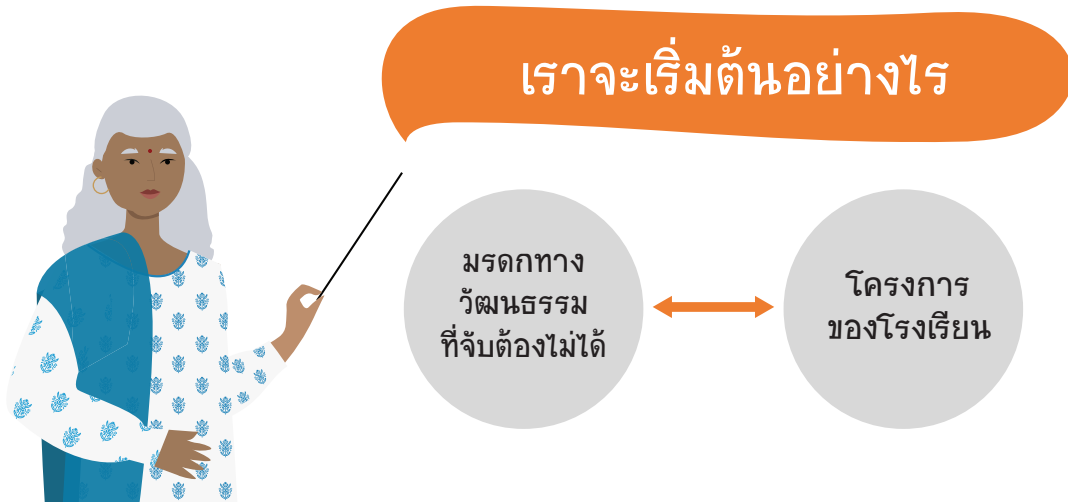 เราจะเริ่มต้นอย่างไร
มรดกทาง
วัฒนธรรม
ที่จับต้องไม่ได้
โครงการ
ของโรงเรียน